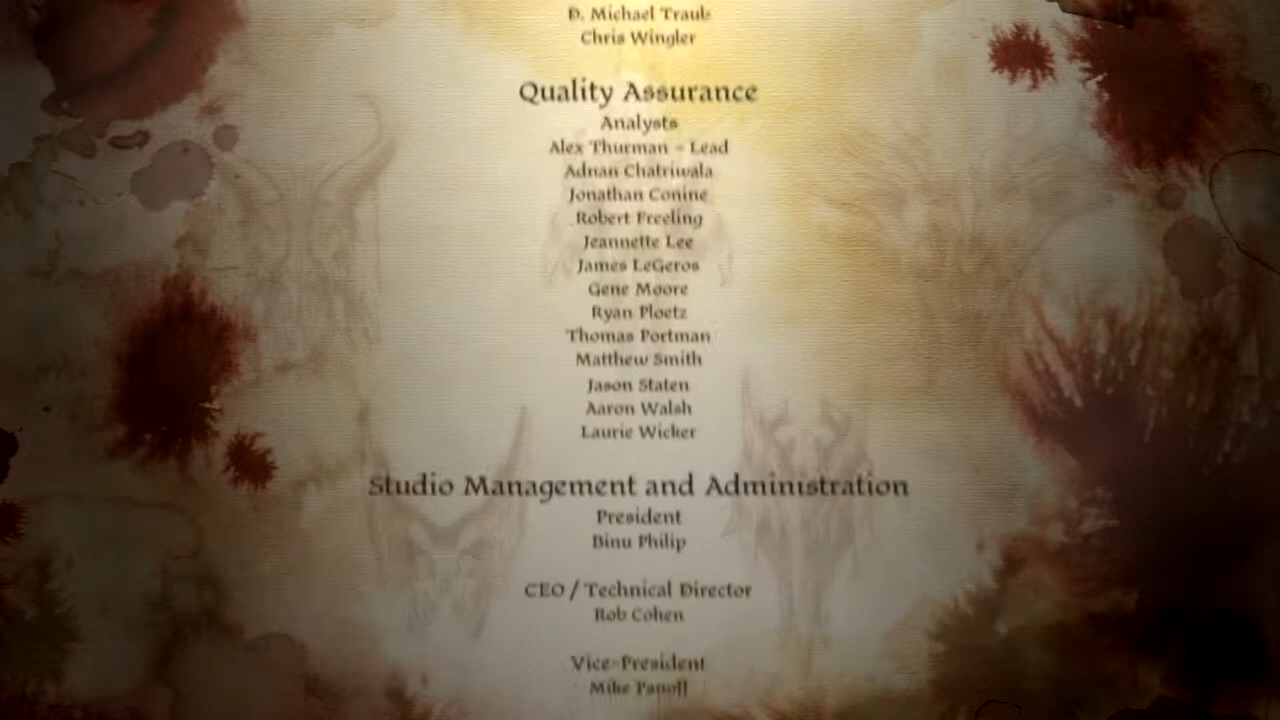 D. Michael Traub
Chris Wingler
Quality Assurance
Analysts
Alex Thurman - Lead
Adnan Chatriwala
Jonathan Conine
Robert Freeling
Jeannette Lee
James LeGeros
Gene Moore
Ryan Ploetz
Thomas Portman
Matthew Smith
Jason Staten
Aaron Walsh
Laurie Wicker
Studio Management and Administration
President
Binu Philip
CEO / Technical Director
Rob Cohen
Vice-President
Mike Panoff